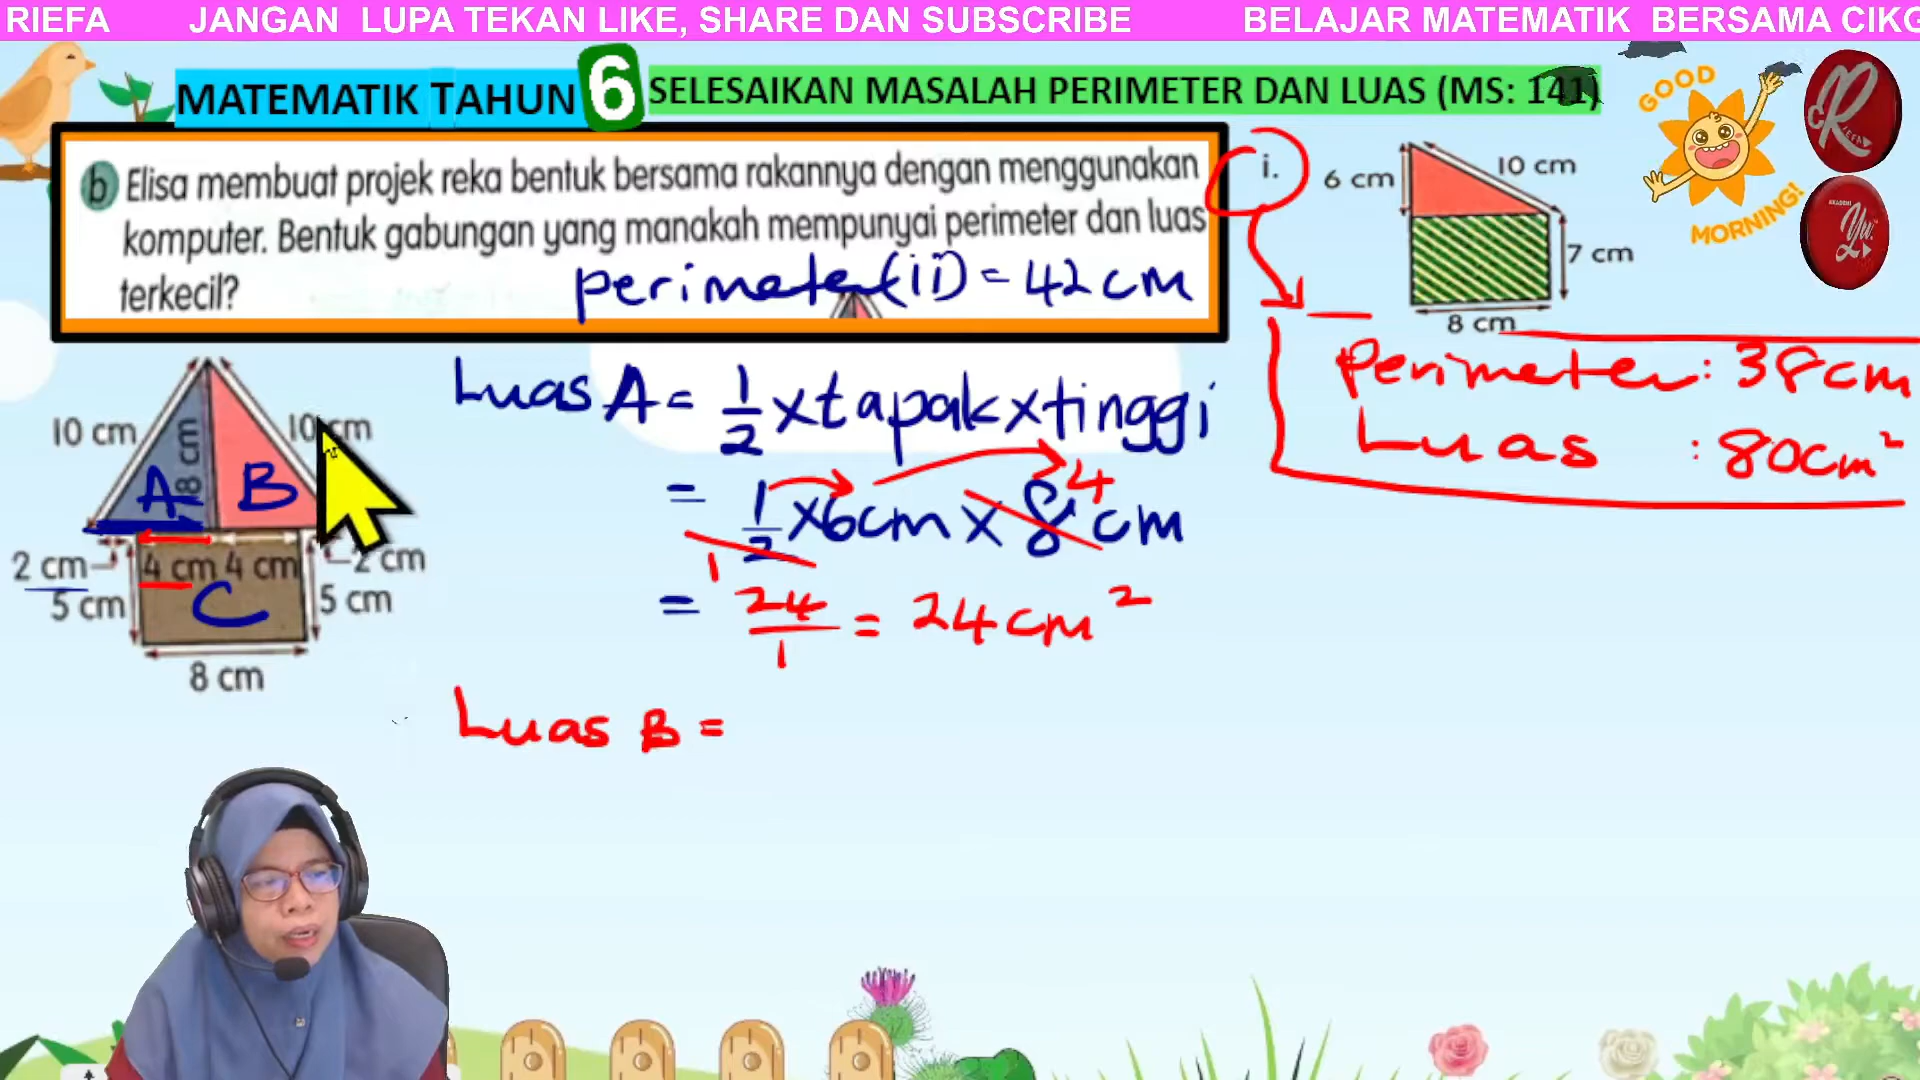 RIEFA JANGAN LUPA TEKAN LIKE, SHARE DAN SUBSCRIBE BELAJAR MATEMATIK BERSAMA CIKG
MATEMATIK TAHUN 6 SELESAIKAN MASALAH PERIMETER DAN LUAS (MS: 141)
GOOD MORNING!
b Elisa membuat projek reka bentuk bersama rakannya dengan menggunakan
komputer. Bentuk gabungan yang manakah mempunyai perimeter dan luas
terkecil?
perimeter (ii) = 42 cm
i.
6 cm 10 cm
7 cm
8 cm
Perimeter : 38 cm
Luas : 80 cm²
10 cm 8 cm 10 cm
A B
2 cm 4 cm 4 cm 2 cm
5 cm C 5 cm
8 cm
Luas A = 1/2 x tapak x tinggi
= 1/2 x 6 cm x 8 cm
1 4
= 24/1 = 24 cm²
Luas B =